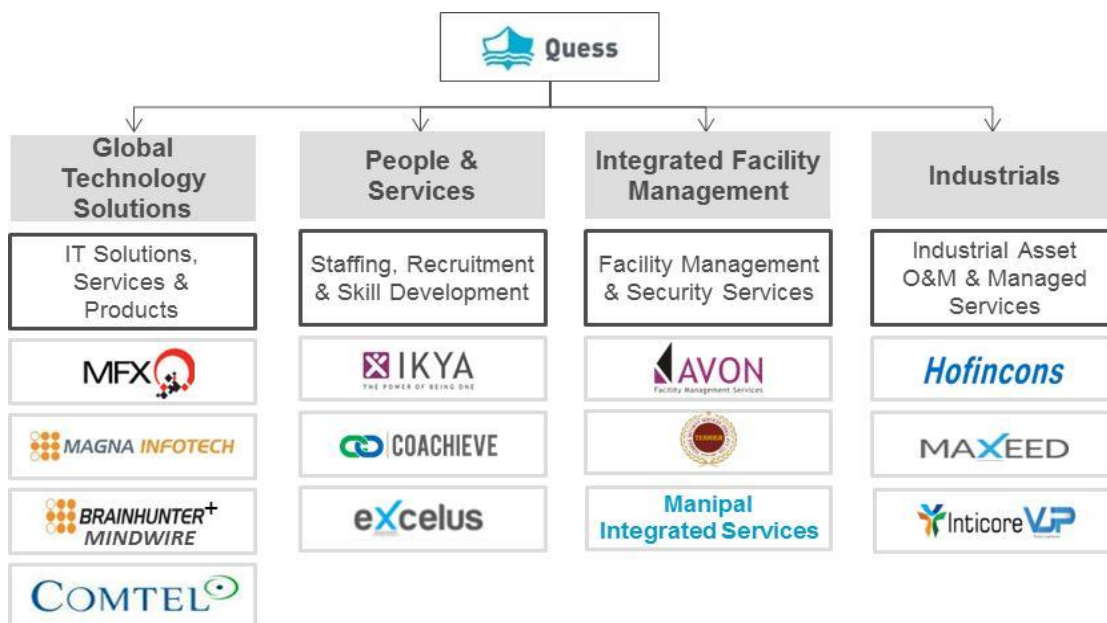 Quess
Global
Technology
Solutions
IT Solutions,
Services &
Products
MFX
MAGNA INFOTECH
BRAINHUNTER+
MINDWIRE
COMTEL
People &
Services
Staffing, Recruitment
& Skill Development
IKYA
THE POWER OF BEING ONE
COACHIEVE
eXcelus
Integrated Facility
Management
Facility Management
& Security Services
AVON
Facility Management Services
Manipal
Integrated Services
Industrials
Industrial Asset
O&M & Managed
Services
Hofincons
MAXEED
Inticore VJP